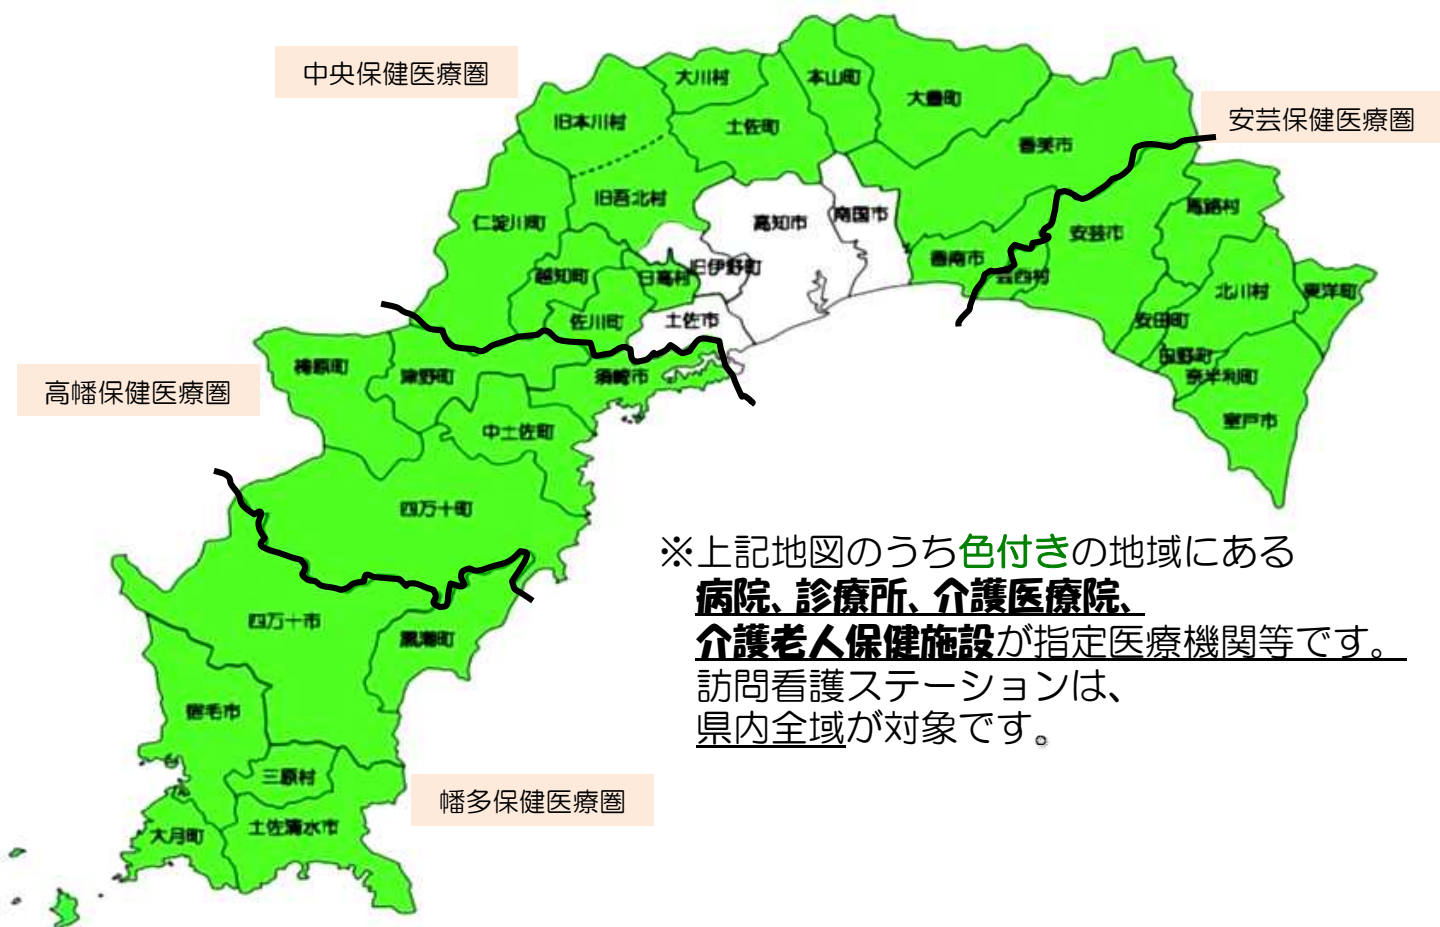 中央保健医療圏
安芸保健医療圏
高幡保健医療圏
幡多保健医療圏
大川村
本山町
大豊町
旧本川村
土佐町
香美市
旧吾北村
仁淀川町
高知市
南国市
馬路村
安芸市
越知町
日高村
旧伊野町
香南市
芸西村
北川村
東洋町
佐川町
土佐市
安田町
田野町
奈半利町
室戸市
梼原町
津野町
須崎市
中土佐町
四万十町
四万十市
黒潮町
宿毛市
三原村
大月町
土佐清水市
※上記地図のうち色付きの地域にある
病院、診療所、介護医療院、
介護老人保健施設が指定医療機関等です。
訪問看護ステーションは、
県内全域が対象です。